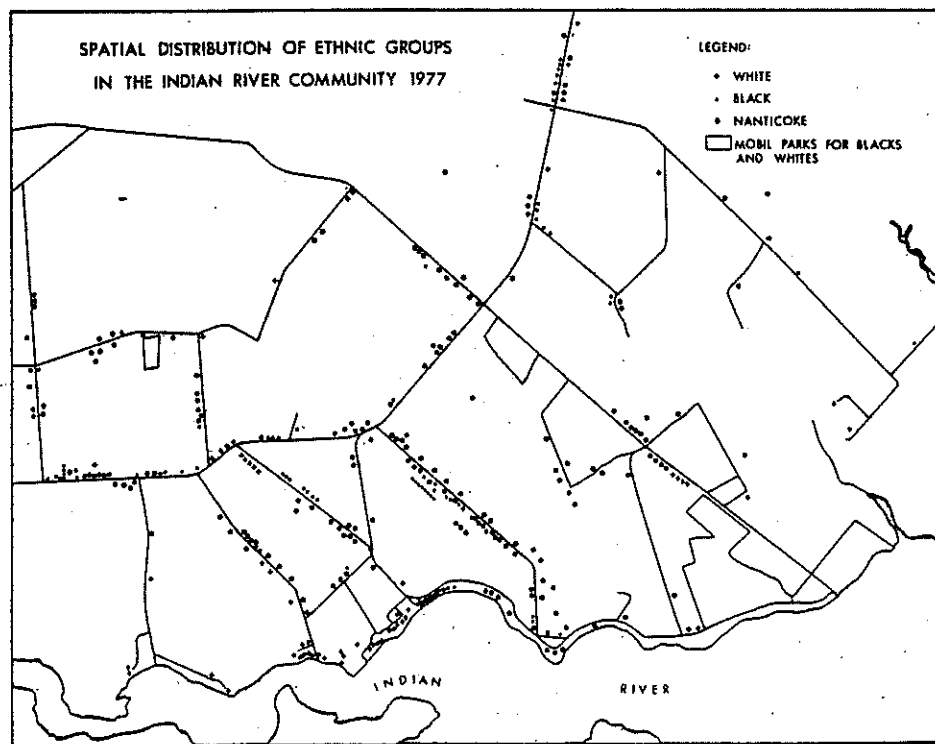 SPATIAL DISTRIBUTION OF ETHNIC GROUPS
IN THE INDIAN RIVER COMMUNITY 1977
LEGEND:
WHITE
BLACK
NANTICOKE
MOBIL PARKS FOR BLACKS
AND WHITES
INDIAN RIVER